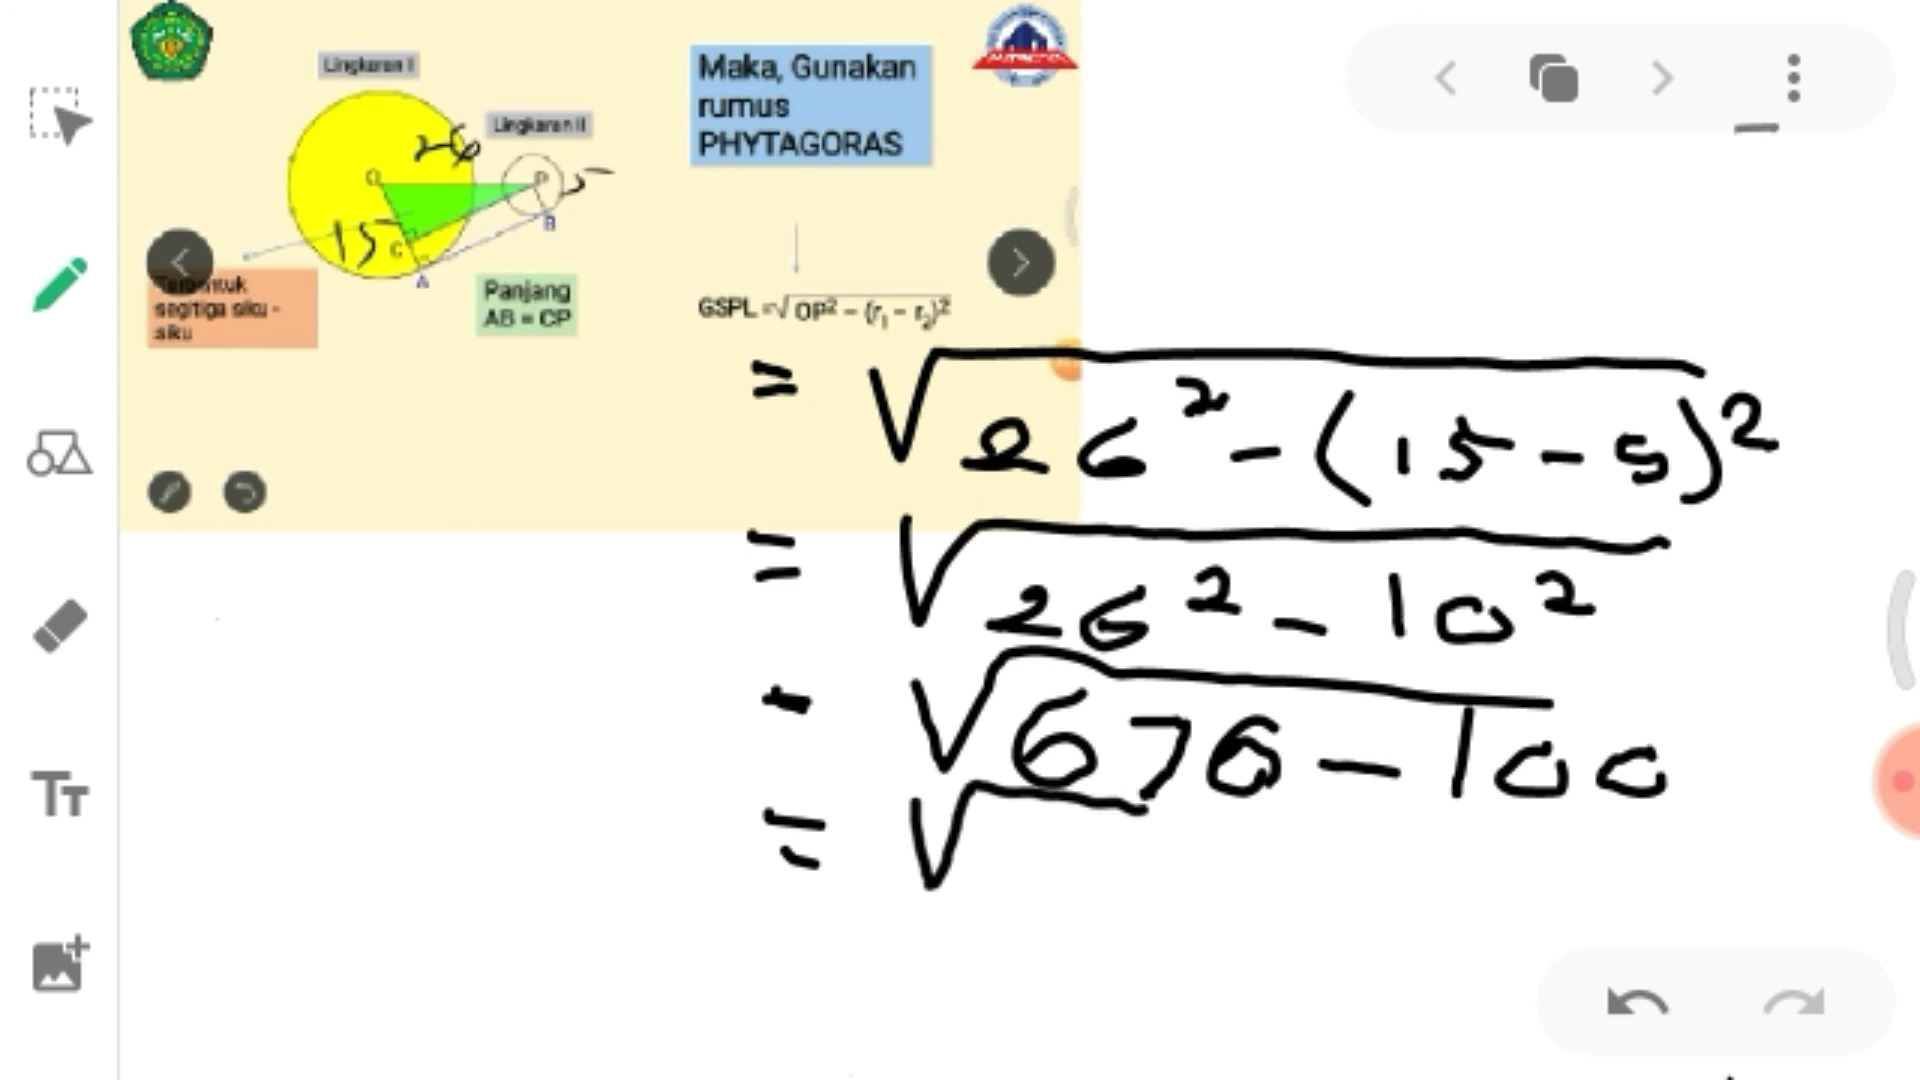 Lingkaran I
Lingkaran II
Maka, Gunakan
rumus
PHYTAGORAS
26
O
P
5
15
C
B
A
Terbentuk
segitiga siku -
siku
Panjang
AB = CP
GSPL = √OP² - (r₁ - r₂)²
= √26² - (15 - 5)²
= √26² - 10²
= √676 - 100
= √